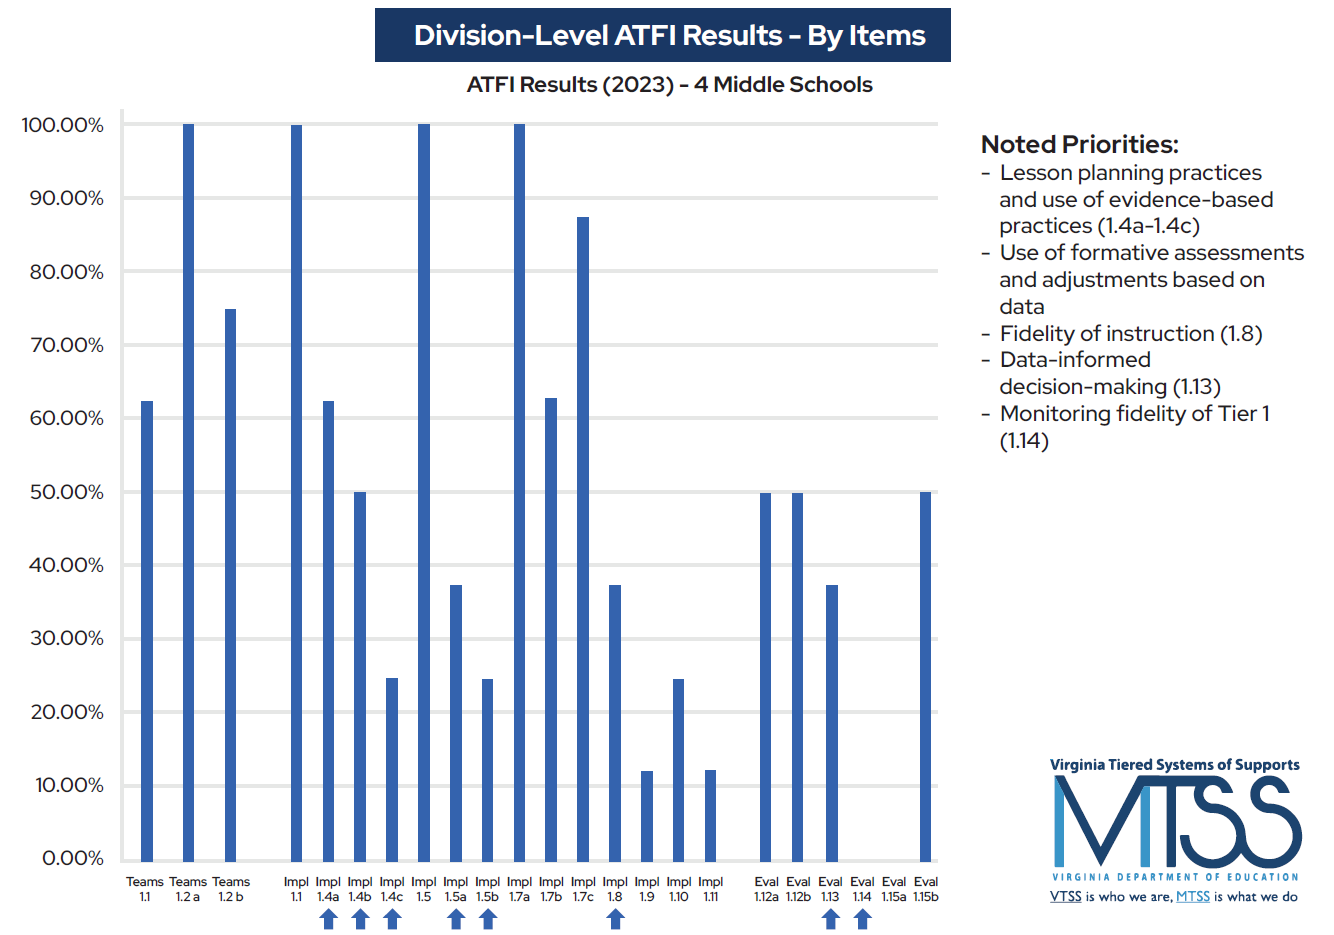 Division-Level ATFI Results - By Items
ATFI Results (2023) - 4 Middle Schools
100.00%
90.00%
80.00%
70.00%
60.00%
50.00%
40.00%
30.00%
20.00%
10.00%
0.00%
Teams 1.1
Teams 1.2 a
Teams 1.2 b
Impl 1.1
Impl 1.4a
Impl 1.4b
Impl 1.4c
Impl 1.5
Impl 1.5a
Impl 1.5b
Impl 1.7a
Impl 1.7b
Impl 1.7c
Impl 1.8
Impl 1.9
Impl 1.10
Impl 1.11
Eval 1.12a
Eval 1.12b
Eval 1.13
Eval 1.14
Eval 1.15a
Eval 1.15b
Noted Priorities:
- Lesson planning practices
and use of evidence-based
practices (1.4a-1.4c)
- Use of formative assessments
and adjustments based on
data
- Fidelity of instruction (1.8)
- Data-informed
decision-making (1.13)
- Monitoring fidelity of Tier 1
(1.14)
Virginia Tiered Systems of Supports
MTSS
VIRGINIA DEPARTMENT OF EDUCATION
VTSS is who we are, MTSS is what we do